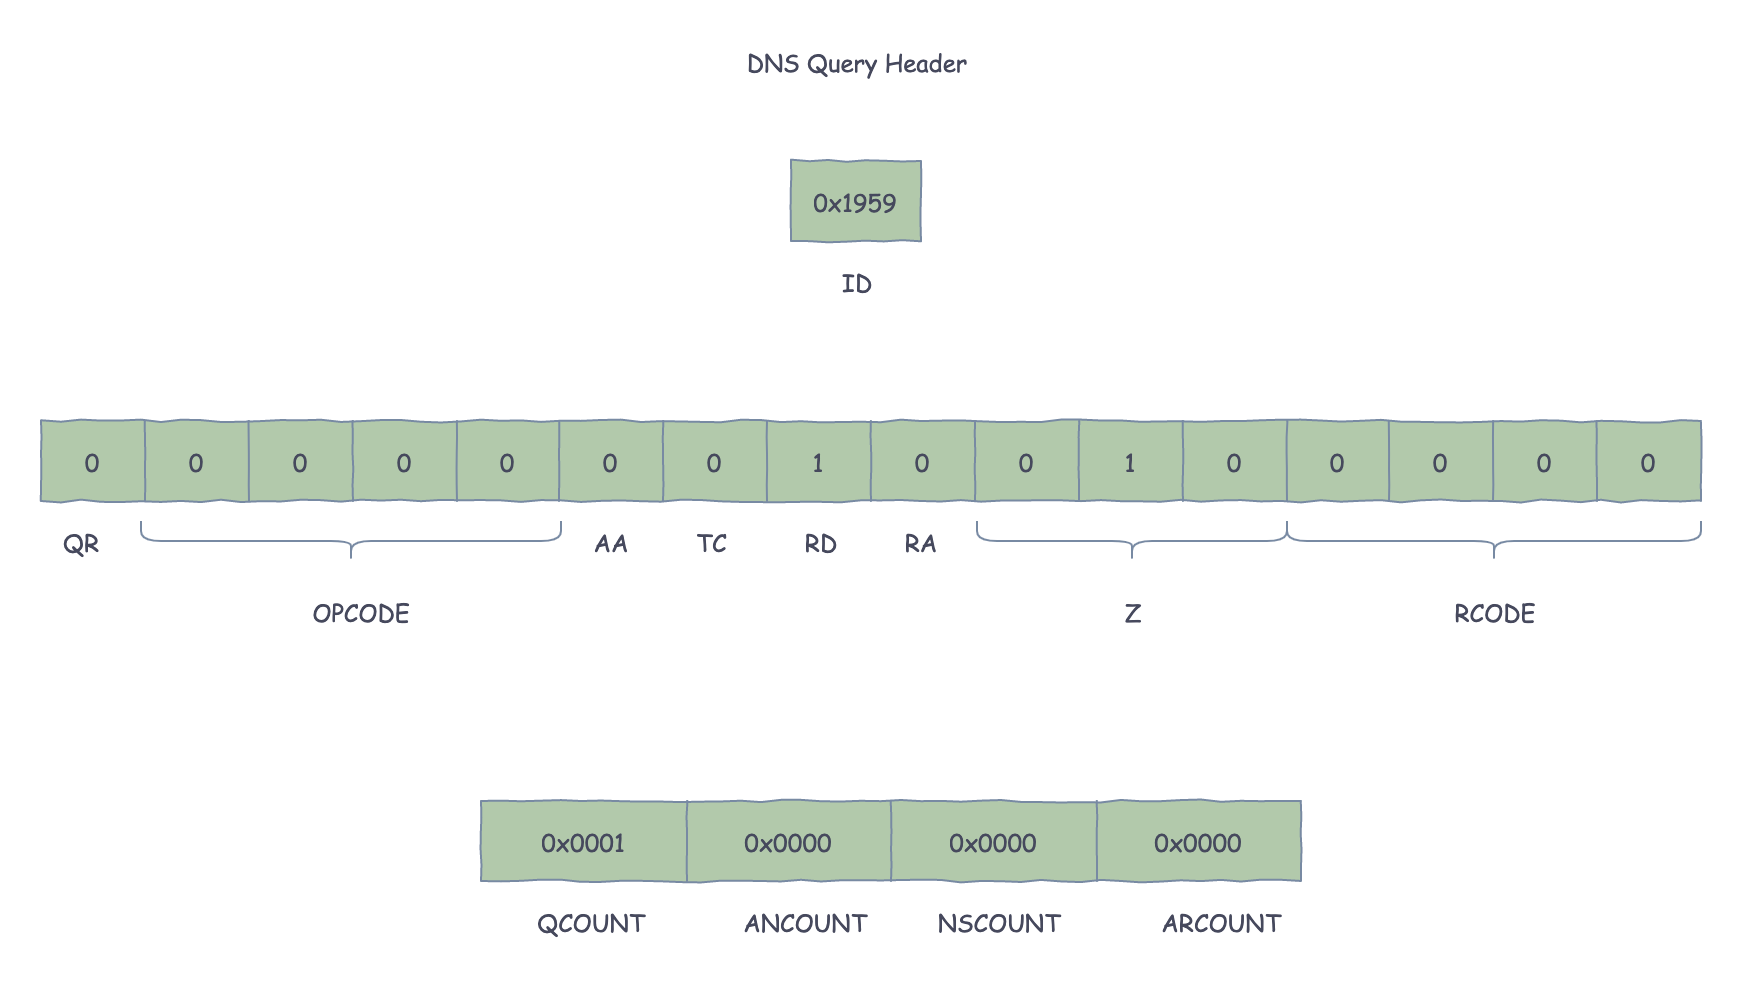 DNS Query Header
0x1959
ID
0 0 0 0 0 0 0 1 0 0 1 0 0 0 0 0
QR AA TC RD RA
OPCODE Z RCODE
0x0001 0x0000 0x0000 0x0000
QCOUNT ANCOUNT NSCOUNT ARCOUNT